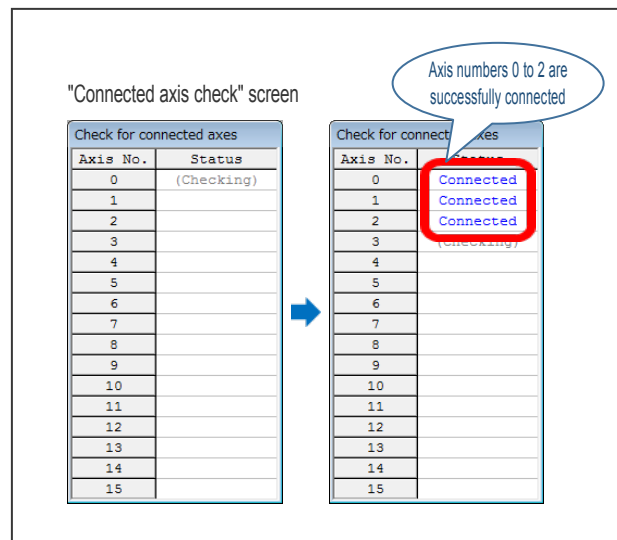 Axis numbers 0 to 2 are
successfully connected
"Connected axis check" screen
Check for connected axes
Axis No. Status
0 (Checking)
1
2
3
4
5
6
7
8
9
10
11
12
13
14
15
Check for connect xes
Axis No. Status
0 Connected
1 Connected
2 Connected
3 (Checking)
4
5
6
7
8
9
10
11
12
13
14
15